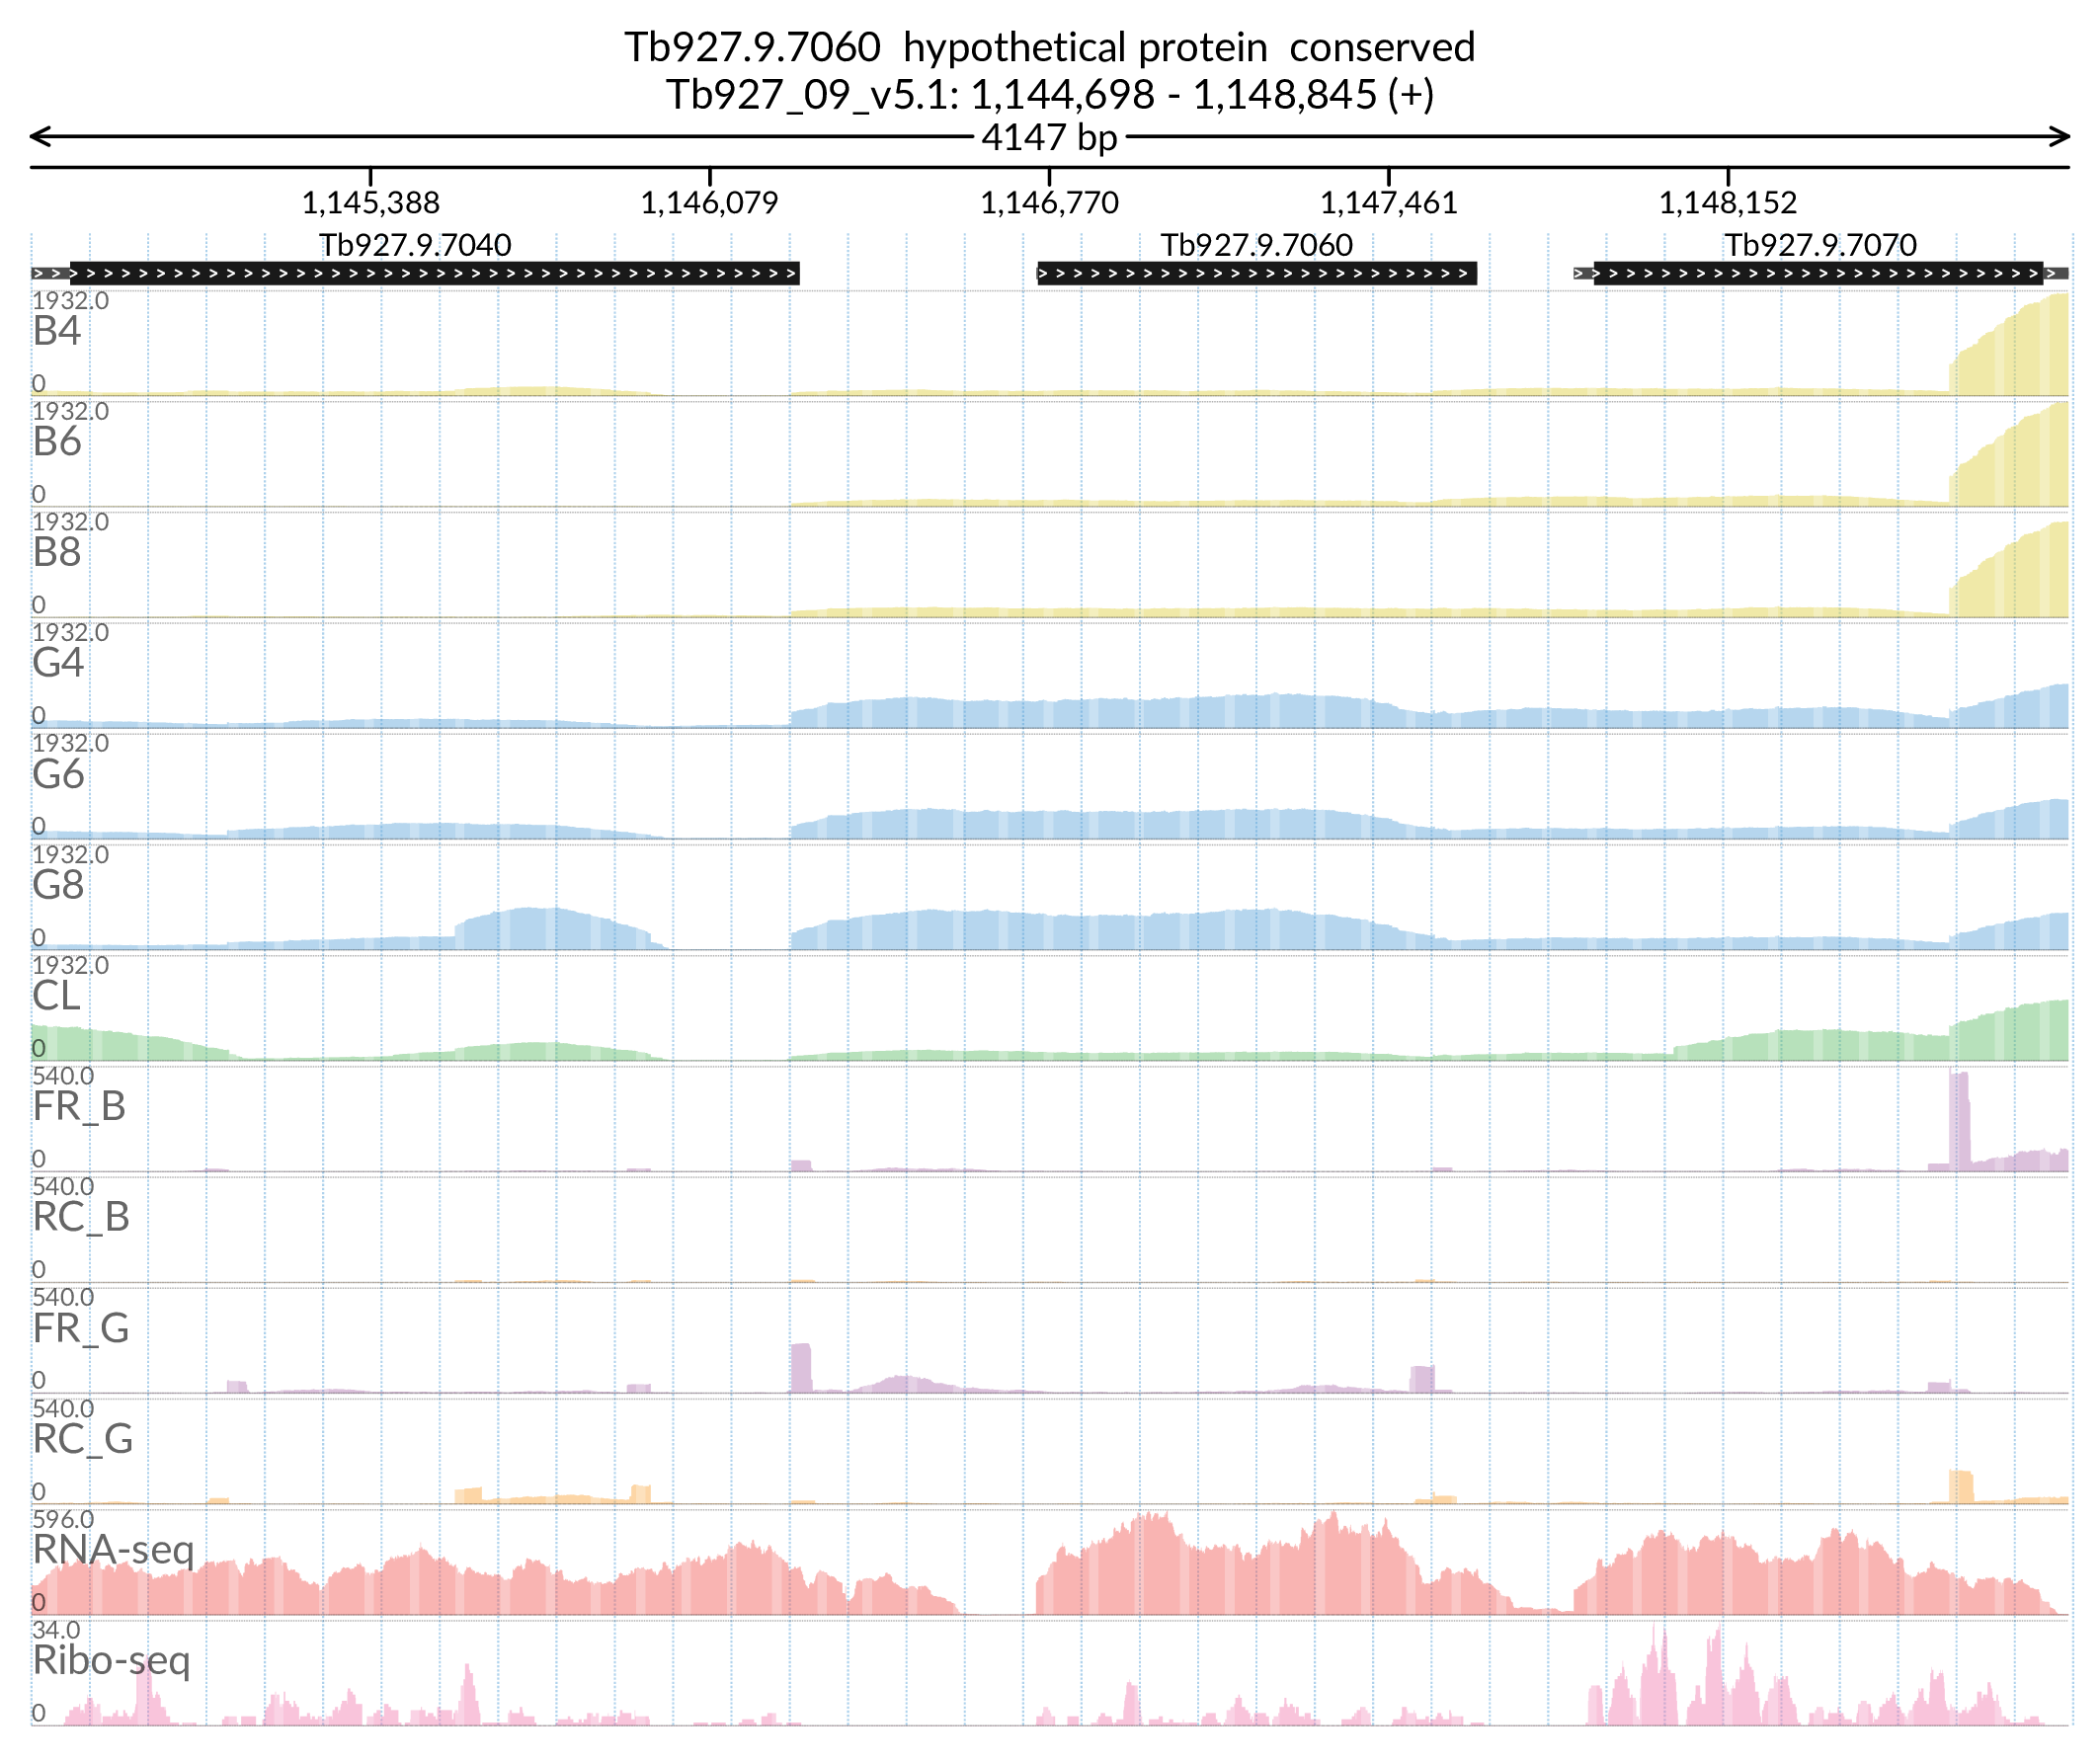 Tb927.9.7060 hypothetical protein conserved
Tb927_09_v5.1: 1,144,698 - 1,148,845 (+)
4147 bp
1,145,388 1,146,079 1,146,770 1,147,461 1,148,152
Tb927.9.7040 Tb927.9.7060 Tb927.9.7070
1932.0
B4
0
1932.0
B6
0
1932.0
B8
0
1932.0
G4
0
1932.0
G6
0
1932.0
G8
0
1932.0
CL
0
540.0
FR_B
0
540.0
RC_B
0
540.0
FR_G
0
540.0
RC_G
0
596.0
RNA-seq
0
34.0
Ribo-seq
0